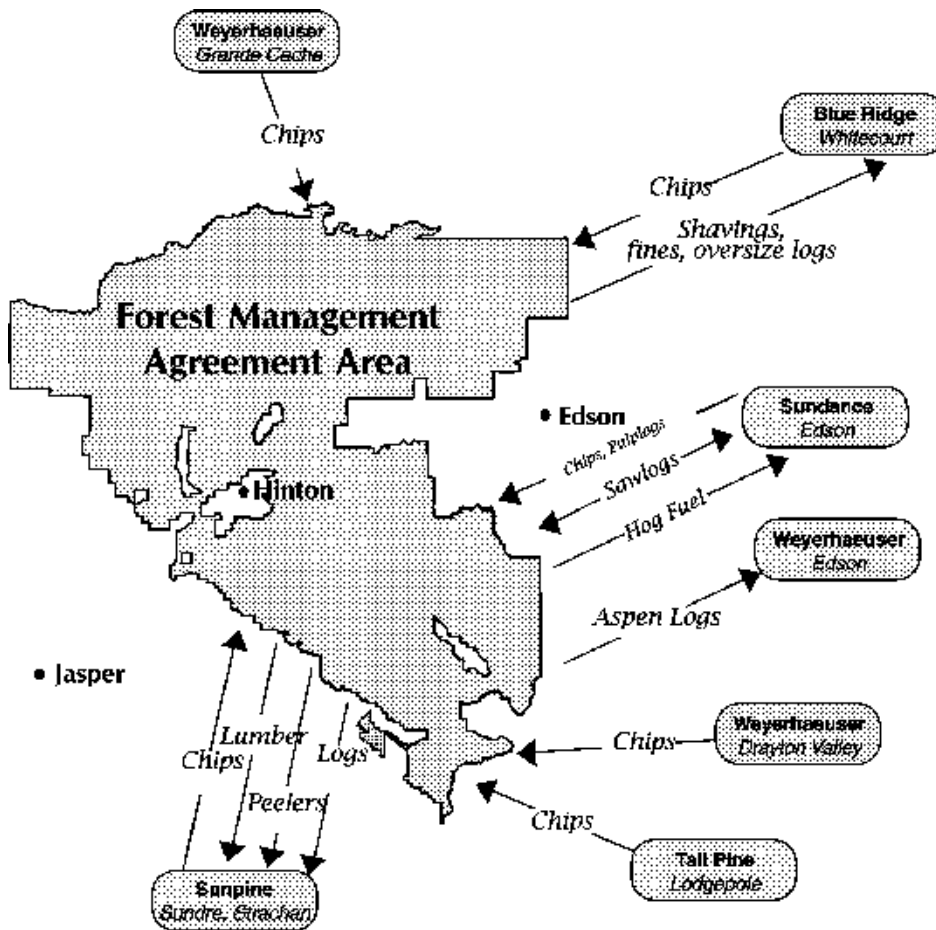 Weyerhaeuser
Grande Cache
Chips
Blue Ridge
Whitecourt
Chips
Shavings,
fines, oversize logs
Forest Management
Agreement Area
Edson
Sundance
Edson
Chips, Pulplogs
Sawlogs
Hog Fuel
Hinton
Weyerhaeuser
Edson
Aspen Logs
Jasper
Weyerhaeuser
Drayton Valley
Chips
Lumber
Chips
Logs
Peelers
Chips
Tall Pine
Lodgepole
Sunpine
Sundre, Strachan